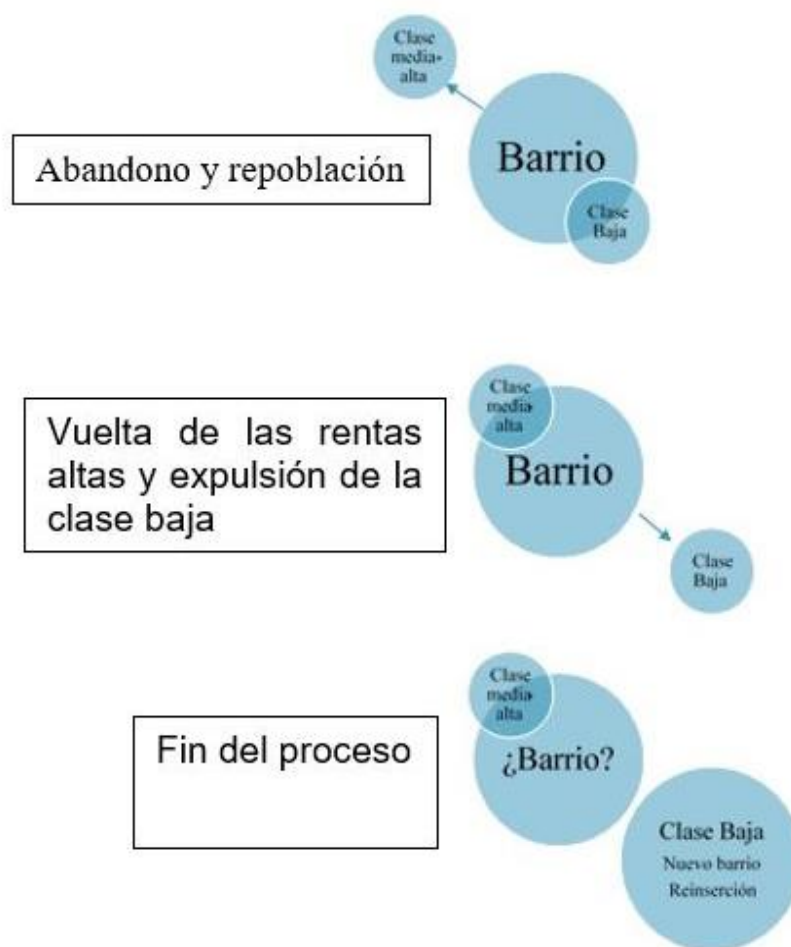 Clase
media-
alta
Barrio
Abandono y repoblación
Clase
Baja
Clase
media-
alta
Vuelta de las rentas
altas y expulsión de la
clase baja
Barrio
Clase
Baja
Clase
media-
alta
Fin del proceso
¿Barrio?
Clase Baja
Nuevo barrio
Reinserción